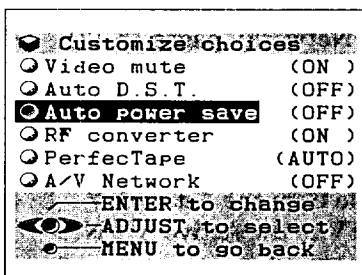 Customize choices
Video mute (ON )
Auto D.S.T. (OFF)
Auto power save (OFF)
RF converter (ON )
PerfecTape (AUTO)
A/V Network (OFF)
ENTER to change
ADJUST to select
MENU to go back